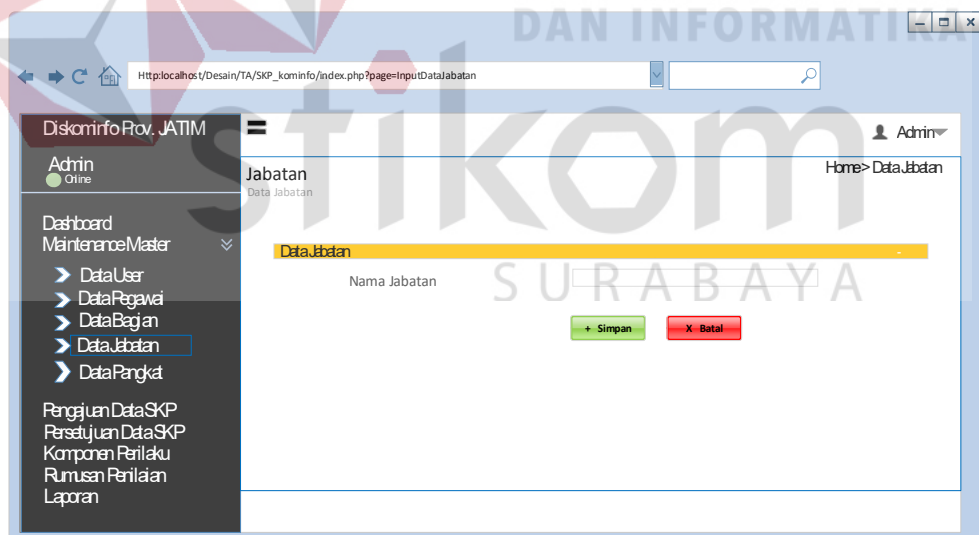 DAN INFORMATIKA
Http:localhost/Desain/TA/SKP_kominfo/index.php?page=InputDataJabatan
Diskominfo Prov. JATIM
Admin
Admin
Online
Home > Data Jabatan
Jabatan
Data Jabatan
Dashboard
Maintenance Master
Data User
Data Pegawai
Data Bagian
Data Jabatan
Data Pangkat
Pengajuan Data SKP
Persetujuan Data SKP
Komponen Perilaku
Rumusan Penilaian
Laporan
Data Jabatan -
Nama Jabatan
+ Simpan
X Batal
stikom
SURABAYA